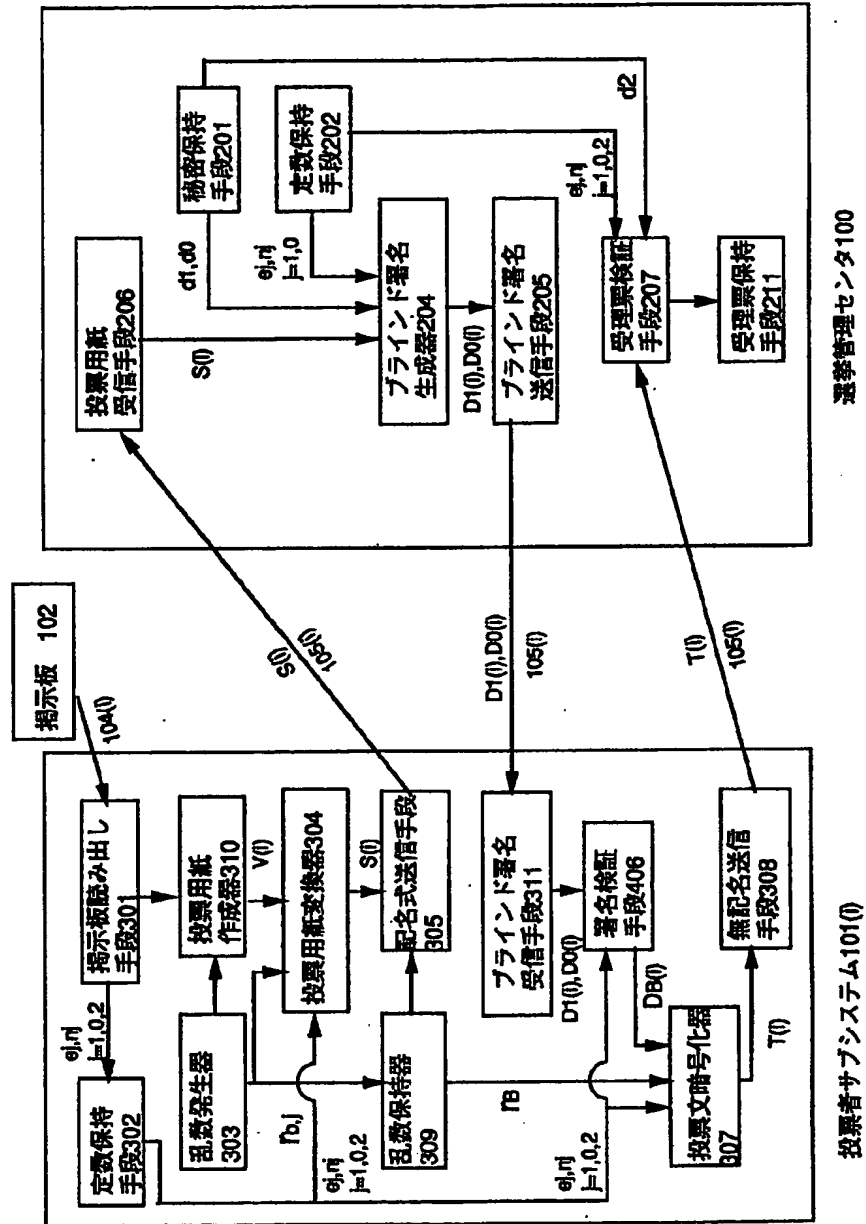 掲示板 102
104(i)
掲示板読み出し
手段301
ej,nj
j=1,0,2
定数保持
手段302
投票用紙
作成器310
乱数発生器
303
V(i)
投票用紙変換器304
rb,j
S(i)
配名式送信手段
305
乱数保持器
309
ej,nj
j=1,0,2
ブラインド署名
受信手段311
D1(i),D0(i)
署名検証
手段406
DB(i)
rB
ej,nj
j=1,0,2
投票文暗号化器
307
T(i)
無記名送信
手段308
投票者サブシステム101(i)
S(i)
105(i)
D1(i),D0(i)
105(i)
T(i)
105(i)
投票用紙
受信手段206
秘密保持
手段201
定数保持
手段202
S(i)
d1,d0
ej,nj
j=1,0
d2
ブラインド署名
生成器204
D1(i),D0(i)
ブラインド署名
送信手段205
ej,nj
j=1,0,2
受理票検証
手段207
受理票保持
手段211
選挙管理センタ100